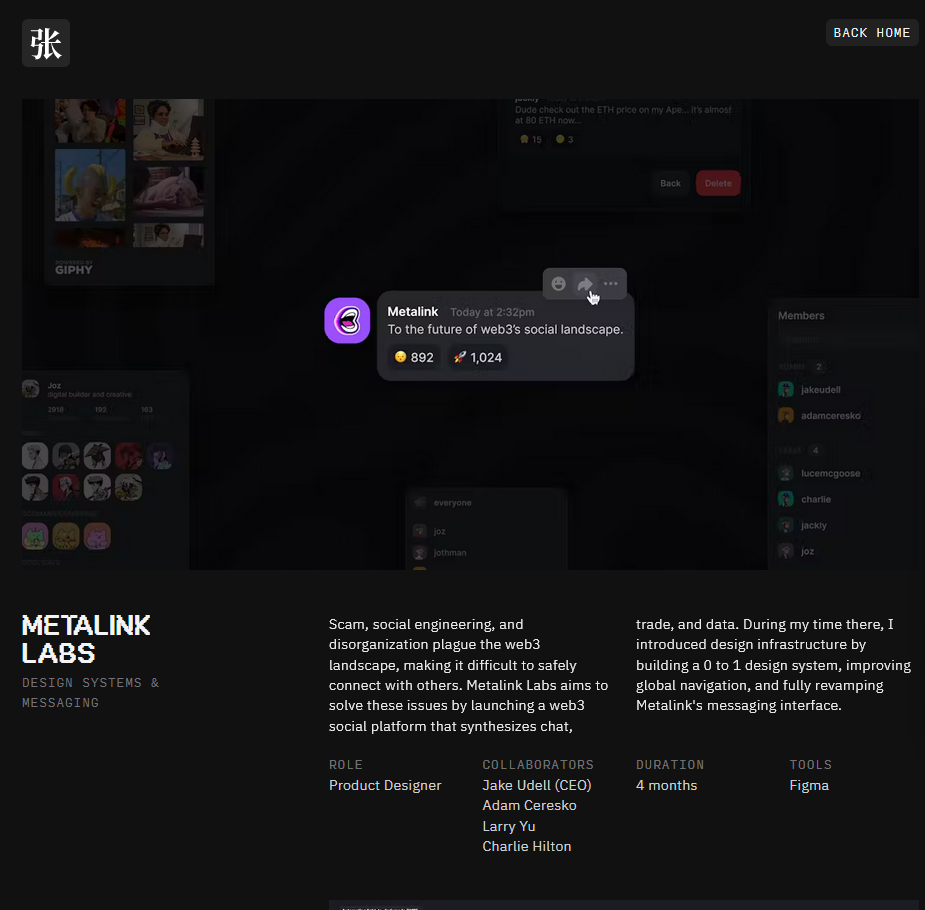 张
BACK HOME
Dude check out the ETH price on my Ape... it's almost
at 80 ETH now...
15
3
Back
Delete
POWERED BY
GIPHY
Metalink
Today at 2:32pm
To the future of web3's social landscape.
892
1,024
Members
2
jakeudell
adamceresko
4
lucemcgoose
charlie
jackly
joz
Joz
digital builder and creative
2918
192
163
everyone
joz
jothman
METALINK
LABS
DESIGN SYSTEMS &
MESSAGING
Scam, social engineering, and
disorganization plague the web3
landscape, making it difficult to safely
connect with others. Metalink Labs aims to
solve these issues by launching a web3
social platform that synthesizes chat,
trade, and data. During my time there, I
introduced design infrastructure by
building a 0 to 1 design system, improving
global navigation, and fully revamping
Metalink's messaging interface.
ROLE
Product Designer
COLLABORATORS
Jake Udell (CEO)
Adam Ceresko
Larry Yu
Charlie Hilton
DURATION
4 months
TOOLS
Figma